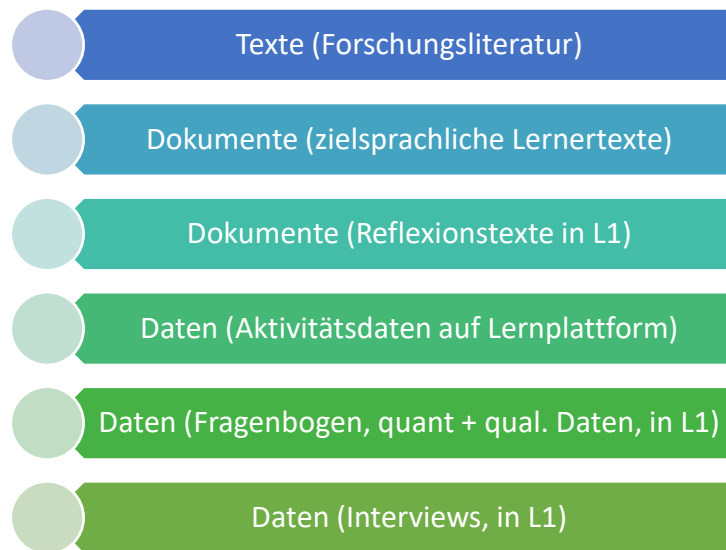 Texte (Forschungsliteratur)
Dokumente (zielsprachliche Lernertexte)
Dokumente (Reflexionstexte in L1)
Daten (Aktivitätsdaten auf Lernplattform)
Daten (Fragenbogen, quant + qual. Daten, in L1)
Daten (Interviews, in L1)